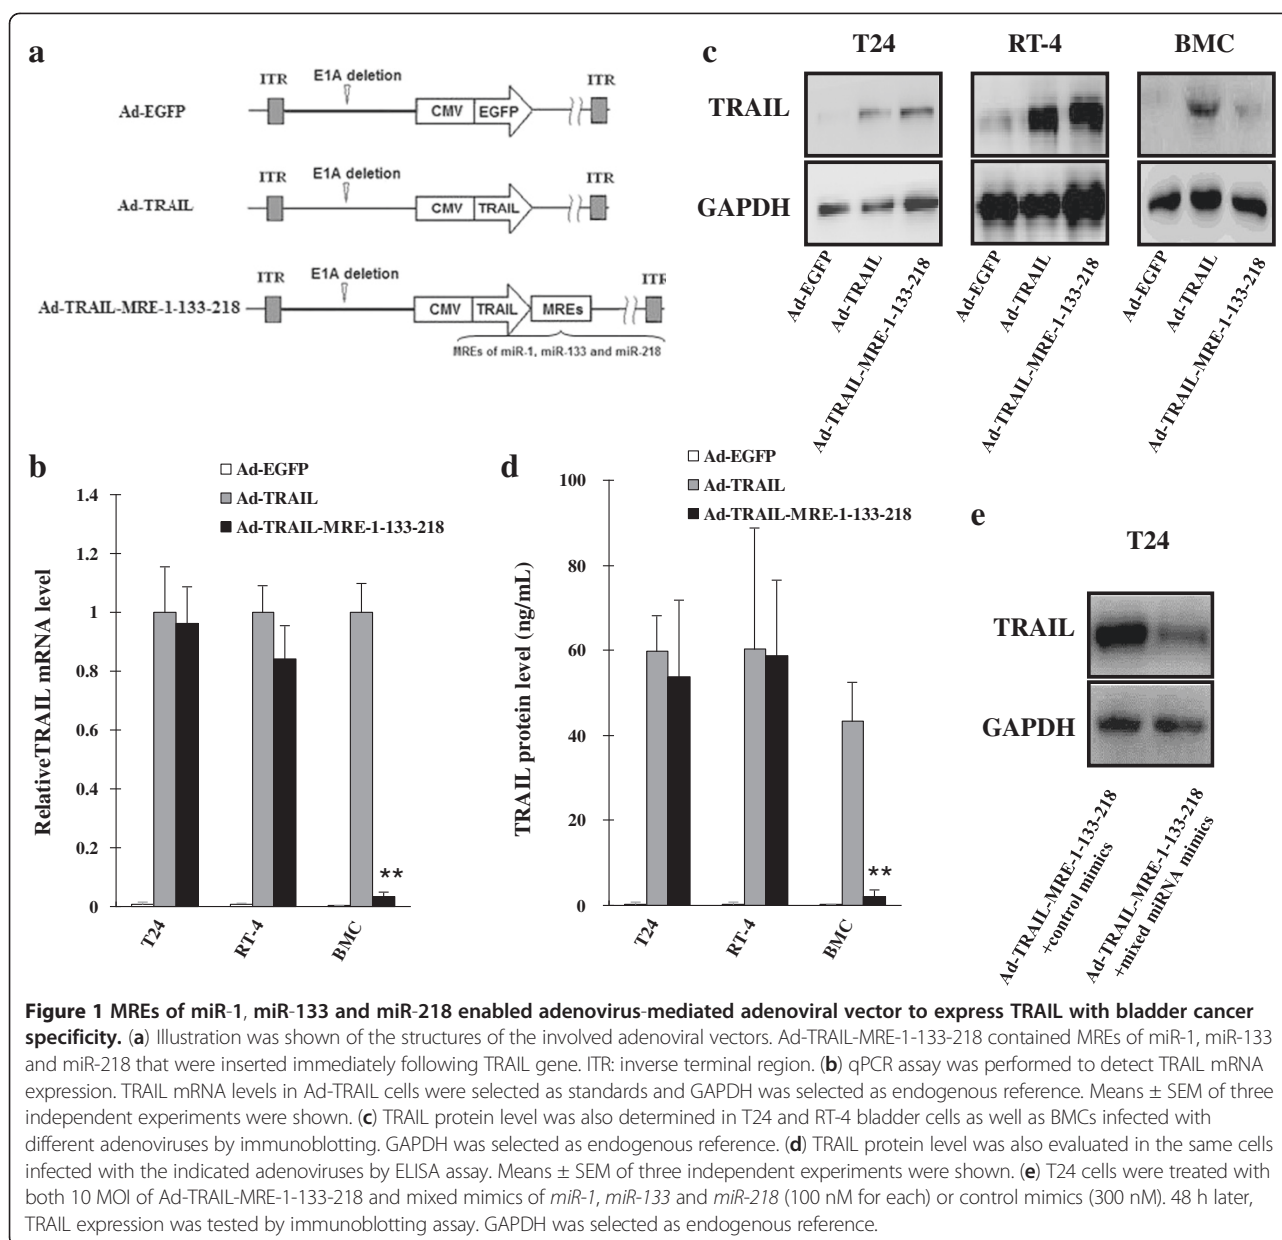 a
ITR
E1A deletion
ITR
Ad-EGFP
CMV
EGFP
ITR
E1A deletion
ITR
Ad-TRAIL
CMV
TRAIL
ITR
E1A deletion
ITR
Ad-TRAIL-MRE-1-133-218
CMV
TRAIL
MREs
MREs of miR-1, miR-133 and miR-218
c
T24
RT-4
BMC
TRAIL
GAPDH
Ad-EGFP
Ad-TRAIL
Ad-TRAIL-MRE-1-133-218
Ad-EGFP
Ad-TRAIL
Ad-TRAIL-MRE-1-133-218
Ad-EGFP
Ad-TRAIL
Ad-TRAIL-MRE-1-133-218
b
Ad-EGFP
Ad-TRAIL
Ad-TRAIL-MRE-1-133-218
RelativeTRAIL mRNA level
1.4
1.2
1
0.8
0.6
0.4
0.2
0
**
T24
RT-4
BMC
d
Ad-EGFP
Ad-TRAIL
Ad-TRAIL-MRE-1-133-218
TRAIL protein level (ng/mL)
100
80
60
40
20
0
**
T24
RT-4
BMC
e
T24
TRAIL
GAPDH
Ad-TRAIL-MRE-1-133-218
+control mimics
Ad-TRAIL-MRE-1-133-218
+mixed miRNA mimics
Figure 1 MREs of miR-1, miR-133 and miR-218 enabled adenovirus-mediated adenoviral vector to express TRAIL with bladder cancer
specificity. (a) Illustration was shown of the structures of the involved adenoviral vectors. Ad-TRAIL-MRE-1-133-218 contained MREs of miR-1, miR-133
and miR-218 that were inserted immediately following TRAIL gene. ITR: inverse terminal region. (b) qPCR assay was performed to detect TRAIL mRNA
expression. TRAIL mRNA levels in Ad-TRAIL cells were selected as standards and GAPDH was selected as endogenous reference. Means ± SEM of three
independent experiments were shown. (c) TRAIL protein level was also determined in T24 and RT-4 bladder cells as well as BMCs infected with
different adenoviruses by immunoblotting. GAPDH was selected as endogenous reference. (d) TRAIL protein level was also evaluated in the same cells
infected with the indicated adenoviruses by ELISA assay. Means ± SEM of three independent experiments were shown. (e) T24 cells were treated with
both 10 MOI of Ad-TRAIL-MRE-1-133-218 and mixed mimics of miR-1, miR-133 and miR-218 (100 nM for each) or control mimics (300 nM). 48 h later,
TRAIL expression was tested by immunoblotting assay. GAPDH was selected as endogenous reference.